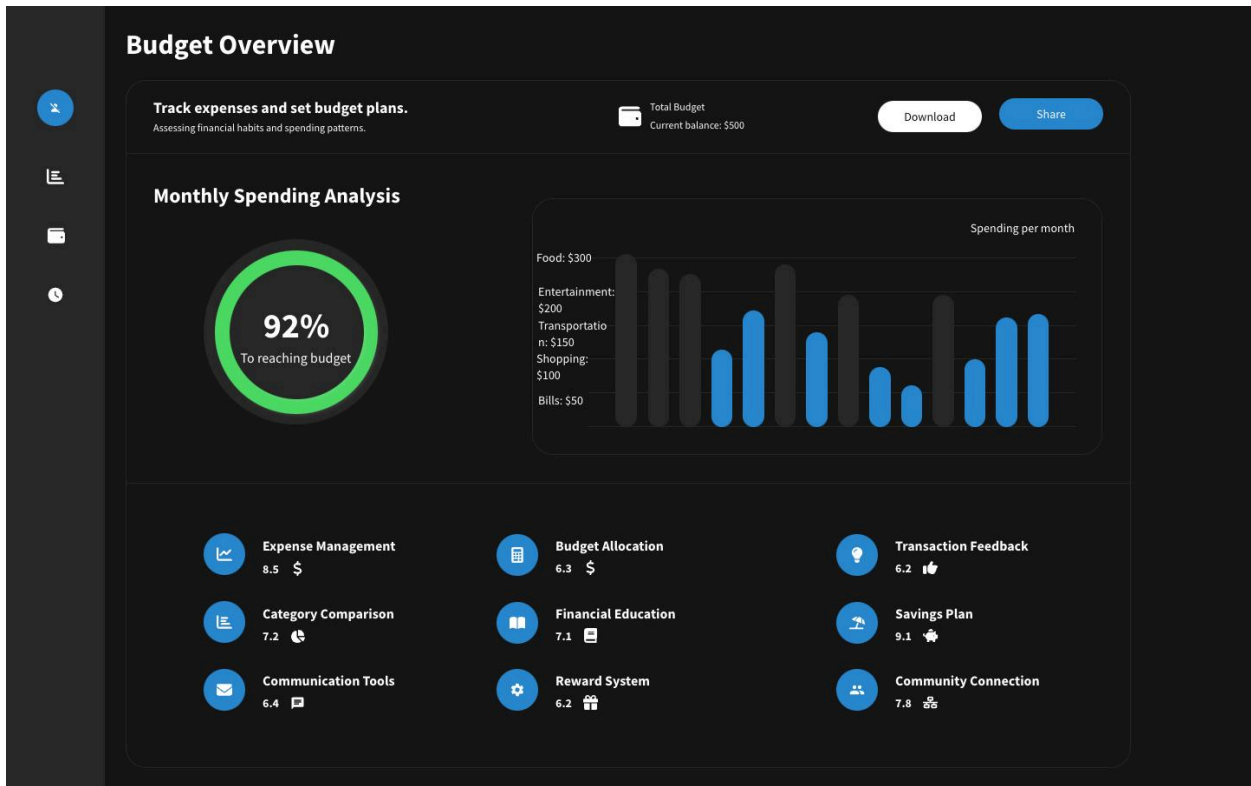 Budget Overview
Track expenses and set budget plans.
Assessing financial habits and spending patterns.
Total Budget
Current balance: $500
Download
Share
Monthly Spending Analysis
92%
To reaching budget
Spending per month
Food: $300
Entertainment:
$200
Transportatio
n: $150
Shopping:
$100
Bills: $50
Expense Management
8.5
Budget Allocation
6.3
Transaction Feedback
6.2
Category Comparison
7.2
Financial Education
7.1
Savings Plan
9.1
Communication Tools
6.4
Reward System
6.2
Community Connection
7.8